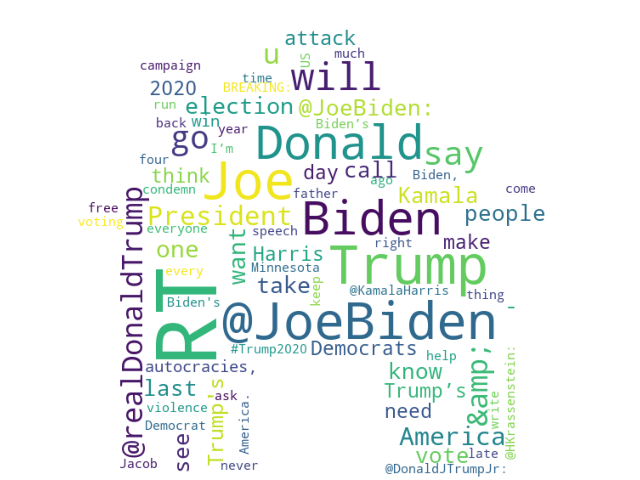 attack
u
US
much
campaign
time
will
2020
BREAKING:
run
election
@JoeBiden:
back
win
Biden's
go
year
Donald
say
I'm
four
think
day
call
ago
Biden,
condemn
Joe
father
Kamala
come
free
President
Biden
people
voting
everyone
speech
right
make
one
want
Harris
Trump
every
Minnesota
@realDonaldTrump
RT
take
keep
@KamalaHarris
thing
Biden's
@JoeBiden
-
#Trump2020
Democrats
help
autocracies,
know
&amp;
@HKrassenstein:
last
Trump's
Trump's
write
ask
violence
America.
need
Democrat
America
see
vote
late
Jacob
never
@DonaldJTrumpJr: